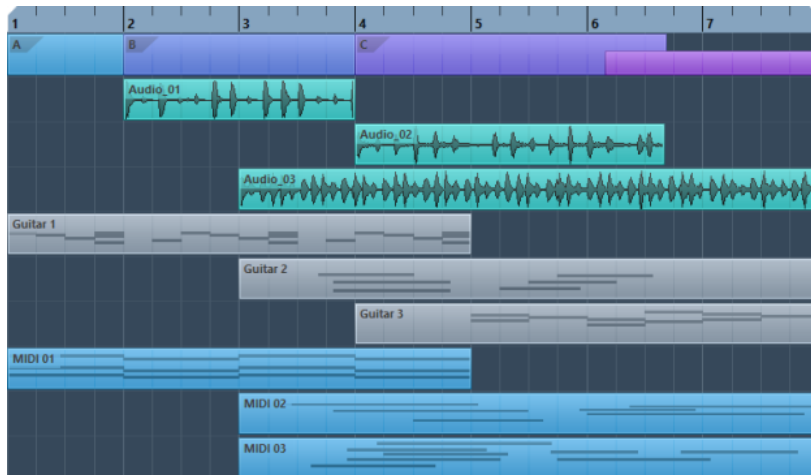 1 2 3 4 5 6 7
A B C
Audio_01
Audio_02
Audio_03
Guitar 1
Guitar 2
Guitar 3
MIDI 01
MIDI 02
MIDI 03